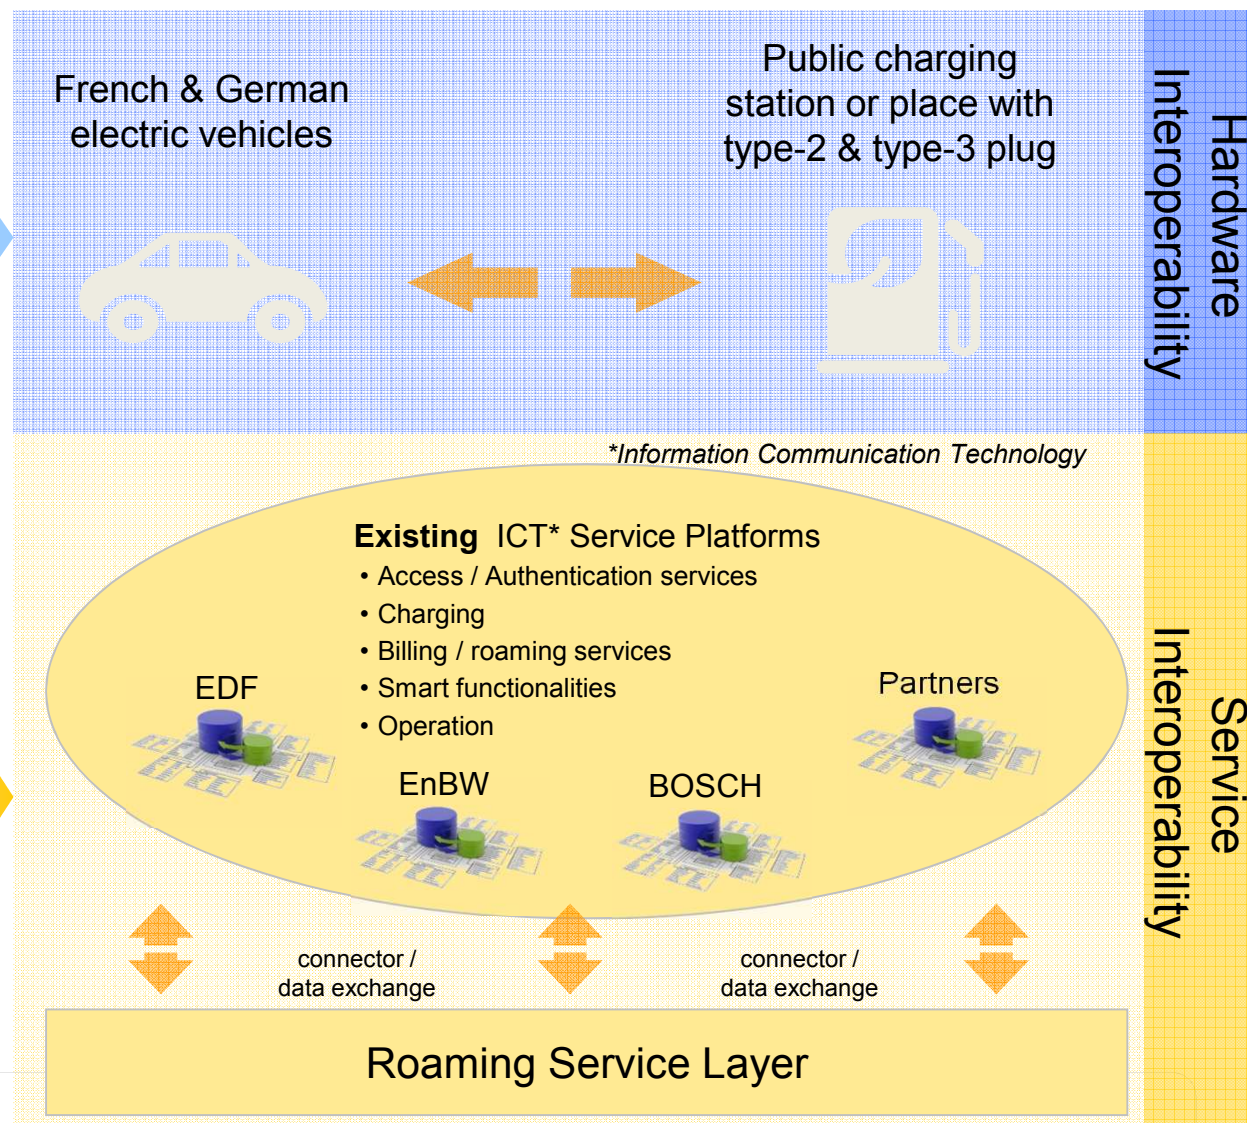 French & German
electric vehicles
Public charging
station or place with
type-2 & type-3 plug
Hardware
Interoperability
*Information Communication Technology
Existing ICT* Service Platforms
• Access / Authentication services
• Charging
• Billing / roaming services
• Smart functionalities
• Operation
EDF
Partners
EnBW
BOSCH
Service
Interoperability
connector /
data exchange
connector /
data exchange
Roaming Service Layer